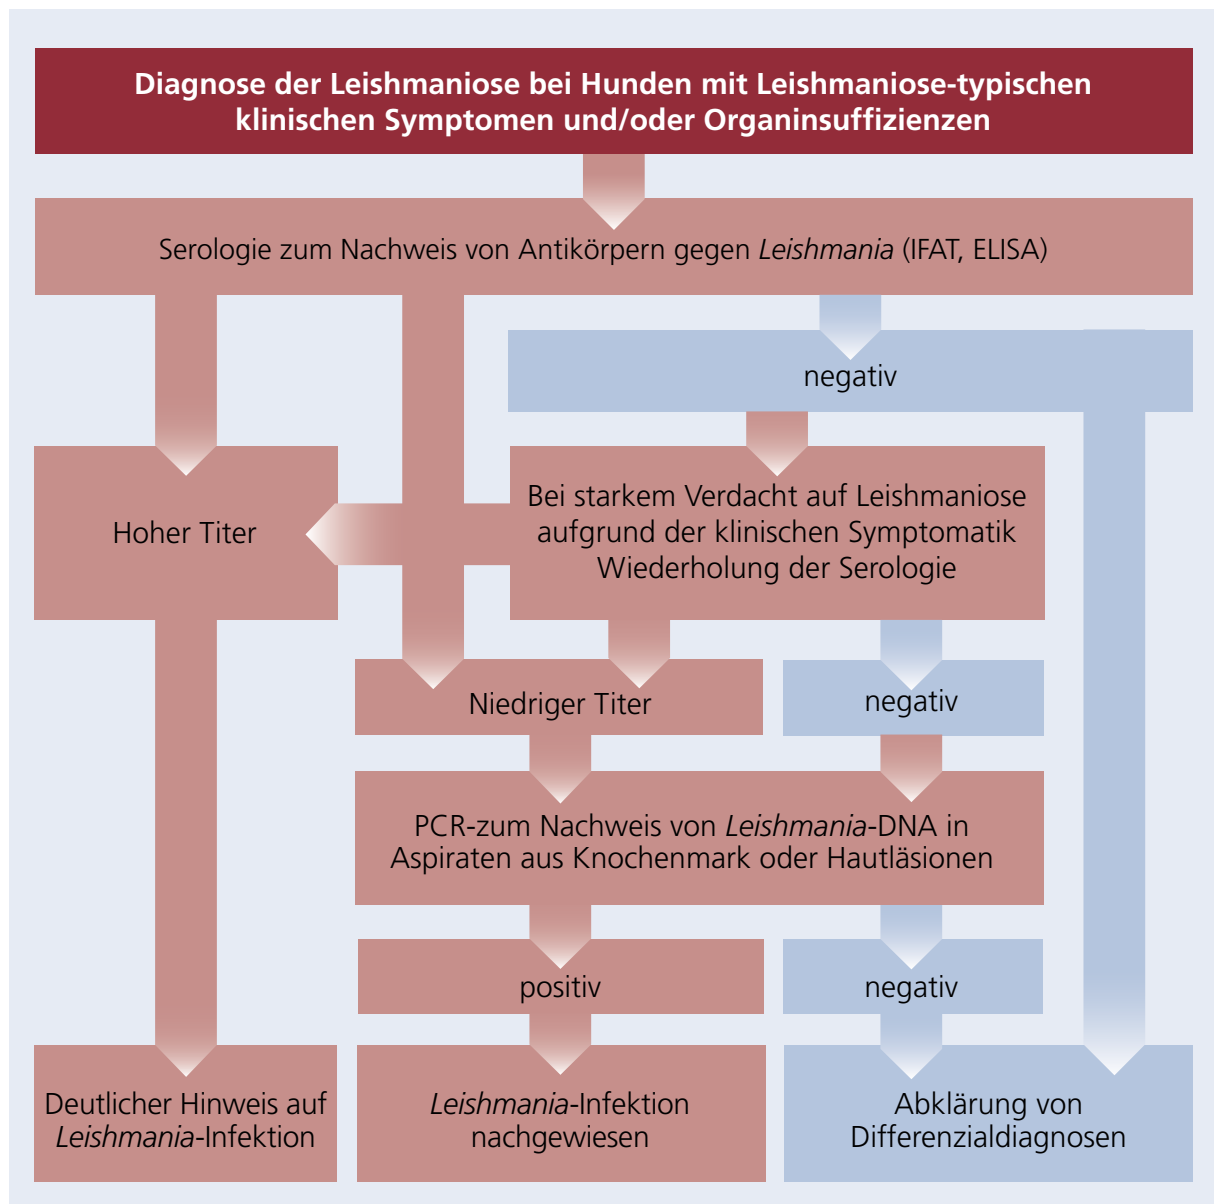 Diagnose der Leishmaniose bei Hunden mit Leishmaniose-typischen
klinischen Symptomen und/oder Organinsuffizienzen
Serologie zum Nachweis von Antikörpern gegen Leishmania (IFAT, ELISA)
negativ
Hoher Titer
Bei starkem Verdacht auf Leishmaniose
aufgrund der klinischen Symptomatik
Wiederholung der Serologie
Niedriger Titer
negativ
PCR-zum Nachweis von Leishmania-DNA in
Aspiraten aus Knochenmark oder Hautläsionen
positiv
negativ
Deutlicher Hinweis auf
Leishmania-Infektion
Leishmania-Infektion
nachgewiesen
Abklärung von
Differenzialdiagnosen